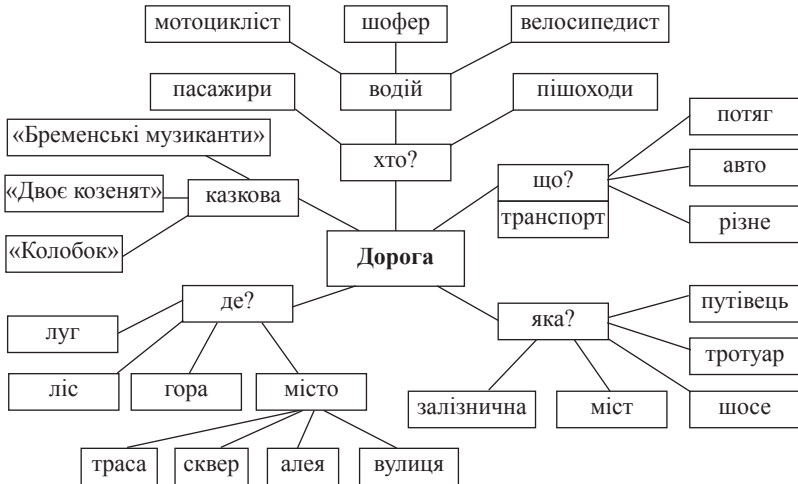 мотоцикліст
шофер
велосипедист
пасажири
водій
пішоходи
«Бременські музиканти»
хто?
потяг
«Двоє козенят»
казкова
що?
транспорт
авто
«Колобок»
різне
Дорога
де?
яка?
путівець
луг
тротуар
ліс
гора
місто
залізнична
міст
шосе
траса
сквер
алея
вулиця